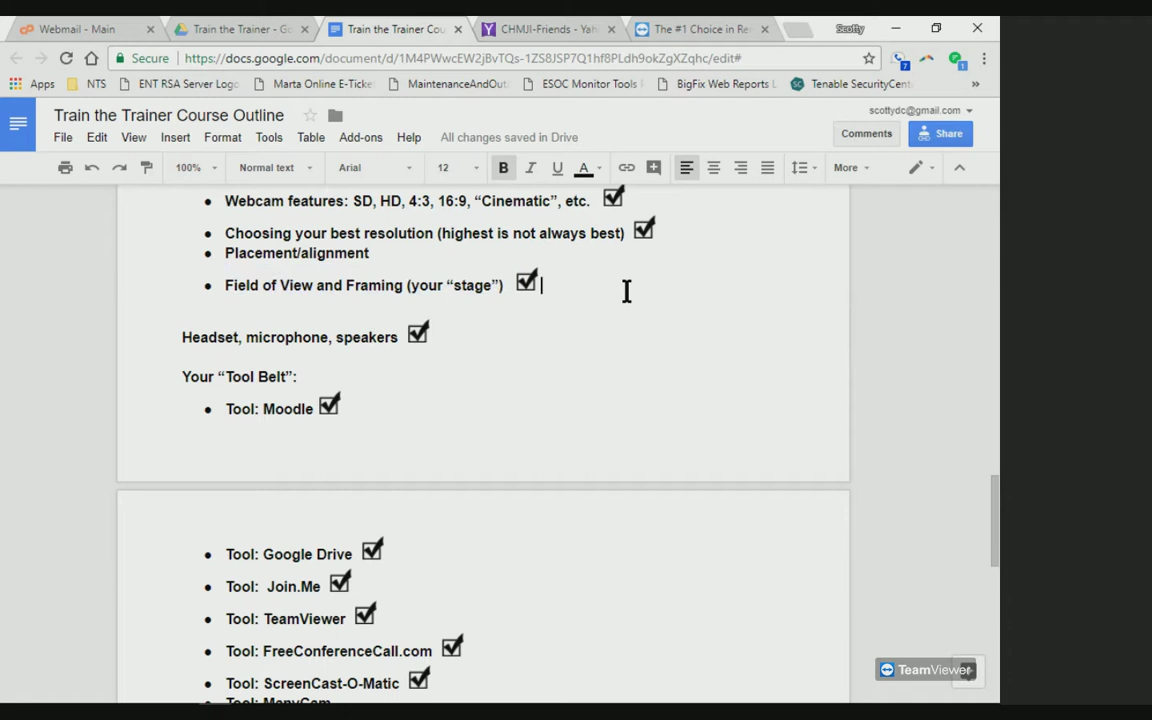 Webmail - Main
Train the Trainer - Go
Train the Trainer Cou
CHMJI-Friends - Yah
The #1 Choice in Re
Scotty
Secure
https://docs.google.com/document/d/1M4PWwcEW2jBvTQs-1ZS8JSP7Q1hf8PLdh9okZgXZqhc/edit#
7
1
Apps
NTS
ENT RSA Server Logo
Marta Online E-Ticke
MaintenanceAndOut
ESOC Monitor Tools
BigFix Web Reports L
SC
Tenable SecurityCent
»
Train the Trainer Course Outline
scottydc@gmail.com
File Edit View Insert Format Tools Table Add-ons Help All changes saved in Drive
Comments
Share
100%
Normal text
Arial
12
B
I
U
A
More
• Webcam features: SD, HD, 4:3, 16:9, “Cinematic”, etc.
• Choosing your best resolution (highest is not always best)
• Placement/alignment
• Field of View and Framing (your “stage”)
Headset, microphone, speakers
Your “Tool Belt”:
• Tool: Moodle
• Tool: Google Drive
• Tool: Join.Me
• Tool: TeamViewer
• Tool: FreeConferenceCall.com
• Tool: ScreenCast-O-Matic
Tool: ManyCam
TeamViewer